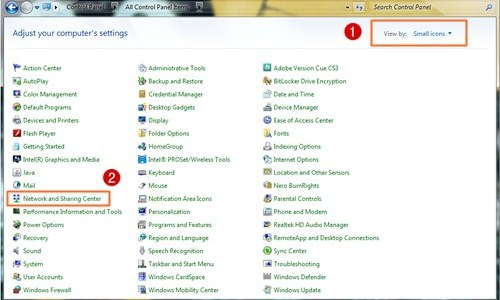 Control Panel ▸ All Control Panel Items ▸
Search Control Panel
Adjust your computer's settings
1
View by: Small icons
Action Center
Administrative Tools
Adobe Version Cue CS3
AutoPlay
Backup and Restore
BitLocker Drive Encryption
Color Management
Credential Manager
Date and Time
Default Programs
Desktop Gadgets
Device Manager
Devices and Printers
Display
Ease of Access Center
Flash Player
Folder Options
Fonts
Getting Started
HomeGroup
Indexing Options
Intel(R) Graphics and Media
Intel® PROSet/Wireless Tools
Internet Options
Java
Keyboard
Location and Other Sensors
Mail
2
Mouse
Nero BurnRights
Network and Sharing Center
Notification Area Icons
Parental Controls
Performance Information and Tools
Personalization
Phone and Modem
Power Options
Programs and Features
Realtek HD Audio Manager
Recovery
Region and Language
RemoteApp and Desktop Connections
Sound
Speech Recognition
Sync Center
System
Taskbar and Start Menu
Troubleshooting
User Accounts
Windows CardSpace
Windows Defender
Windows Firewall
Windows Mobility Center
Windows Update